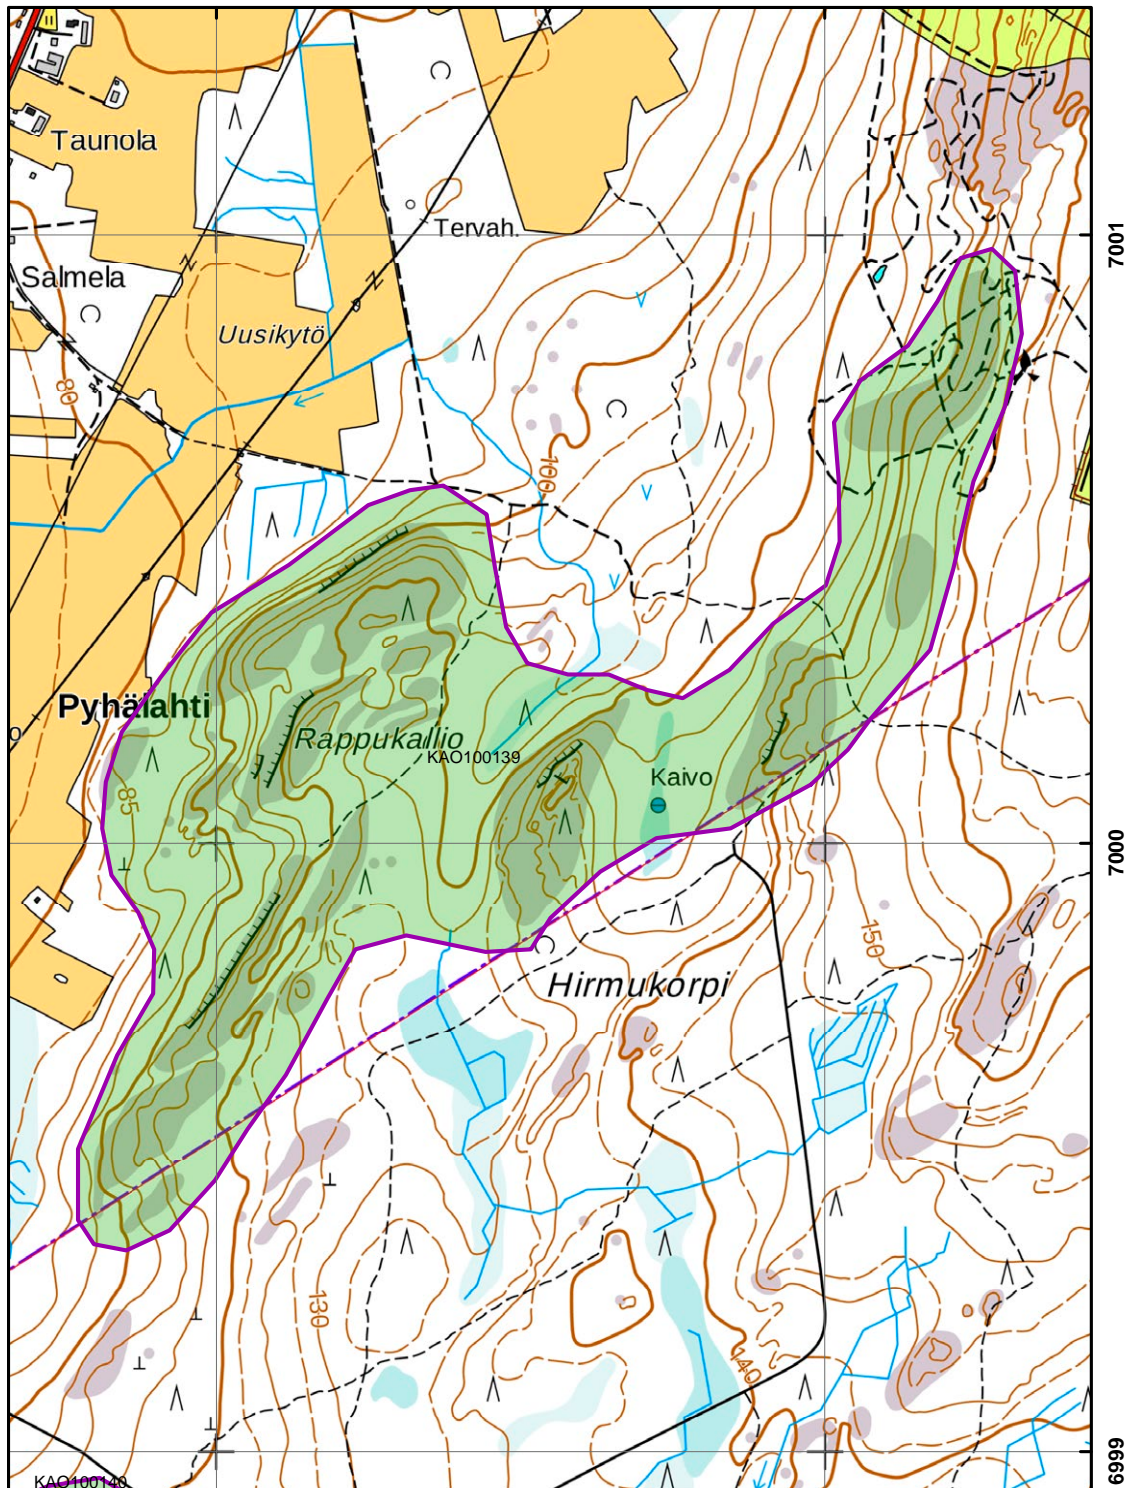 Taunola
Tervah.
7001
Salmela
Uusikytö
80
100
Pyhälahti
Rappukallio
KAO100139
Kaivo
85
7000
150
Hirmukorpi
130
140
6999
KAO100140